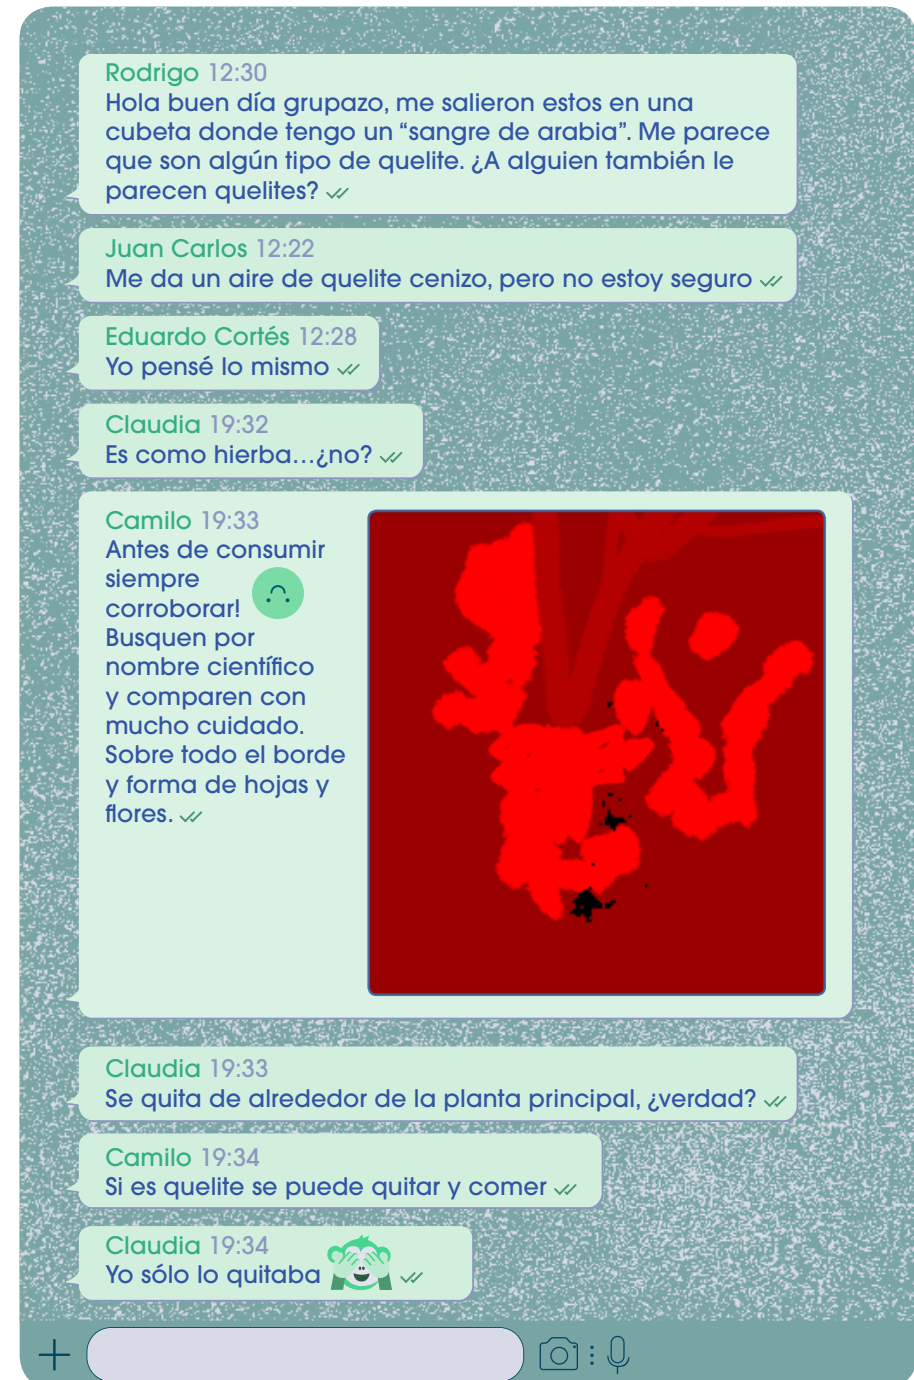 Rodrigo 12:30
Hola buen día grupazo, me salieron estos en una
cubeta donde tengo un “sangre de arabia”. Me parece
que son algún tipo de quelite. ¿A alguien también le
parecen quelites?
Juan Carlos 12:22
Me da un aire de quelite cenizo, pero no estoy seguro
Eduardo Cortés 12:28
Yo pensé lo mismo
Claudia 19:32
Es como hierba...¿no?
Camilo 19:33
Antes de consumir
siempre
corroborar!
Busquen por
nombre científico
y comparen con
mucho cuidado.
Sobre todo el borde
y forma de hojas y
flores.
Claudia 19:33
Se quita de alrededor de la planta principal, ¿verdad?
Camilo 19:34
Si es quelite se puede quitar y comer
Claudia 19:34
Yo sólo lo quitaba